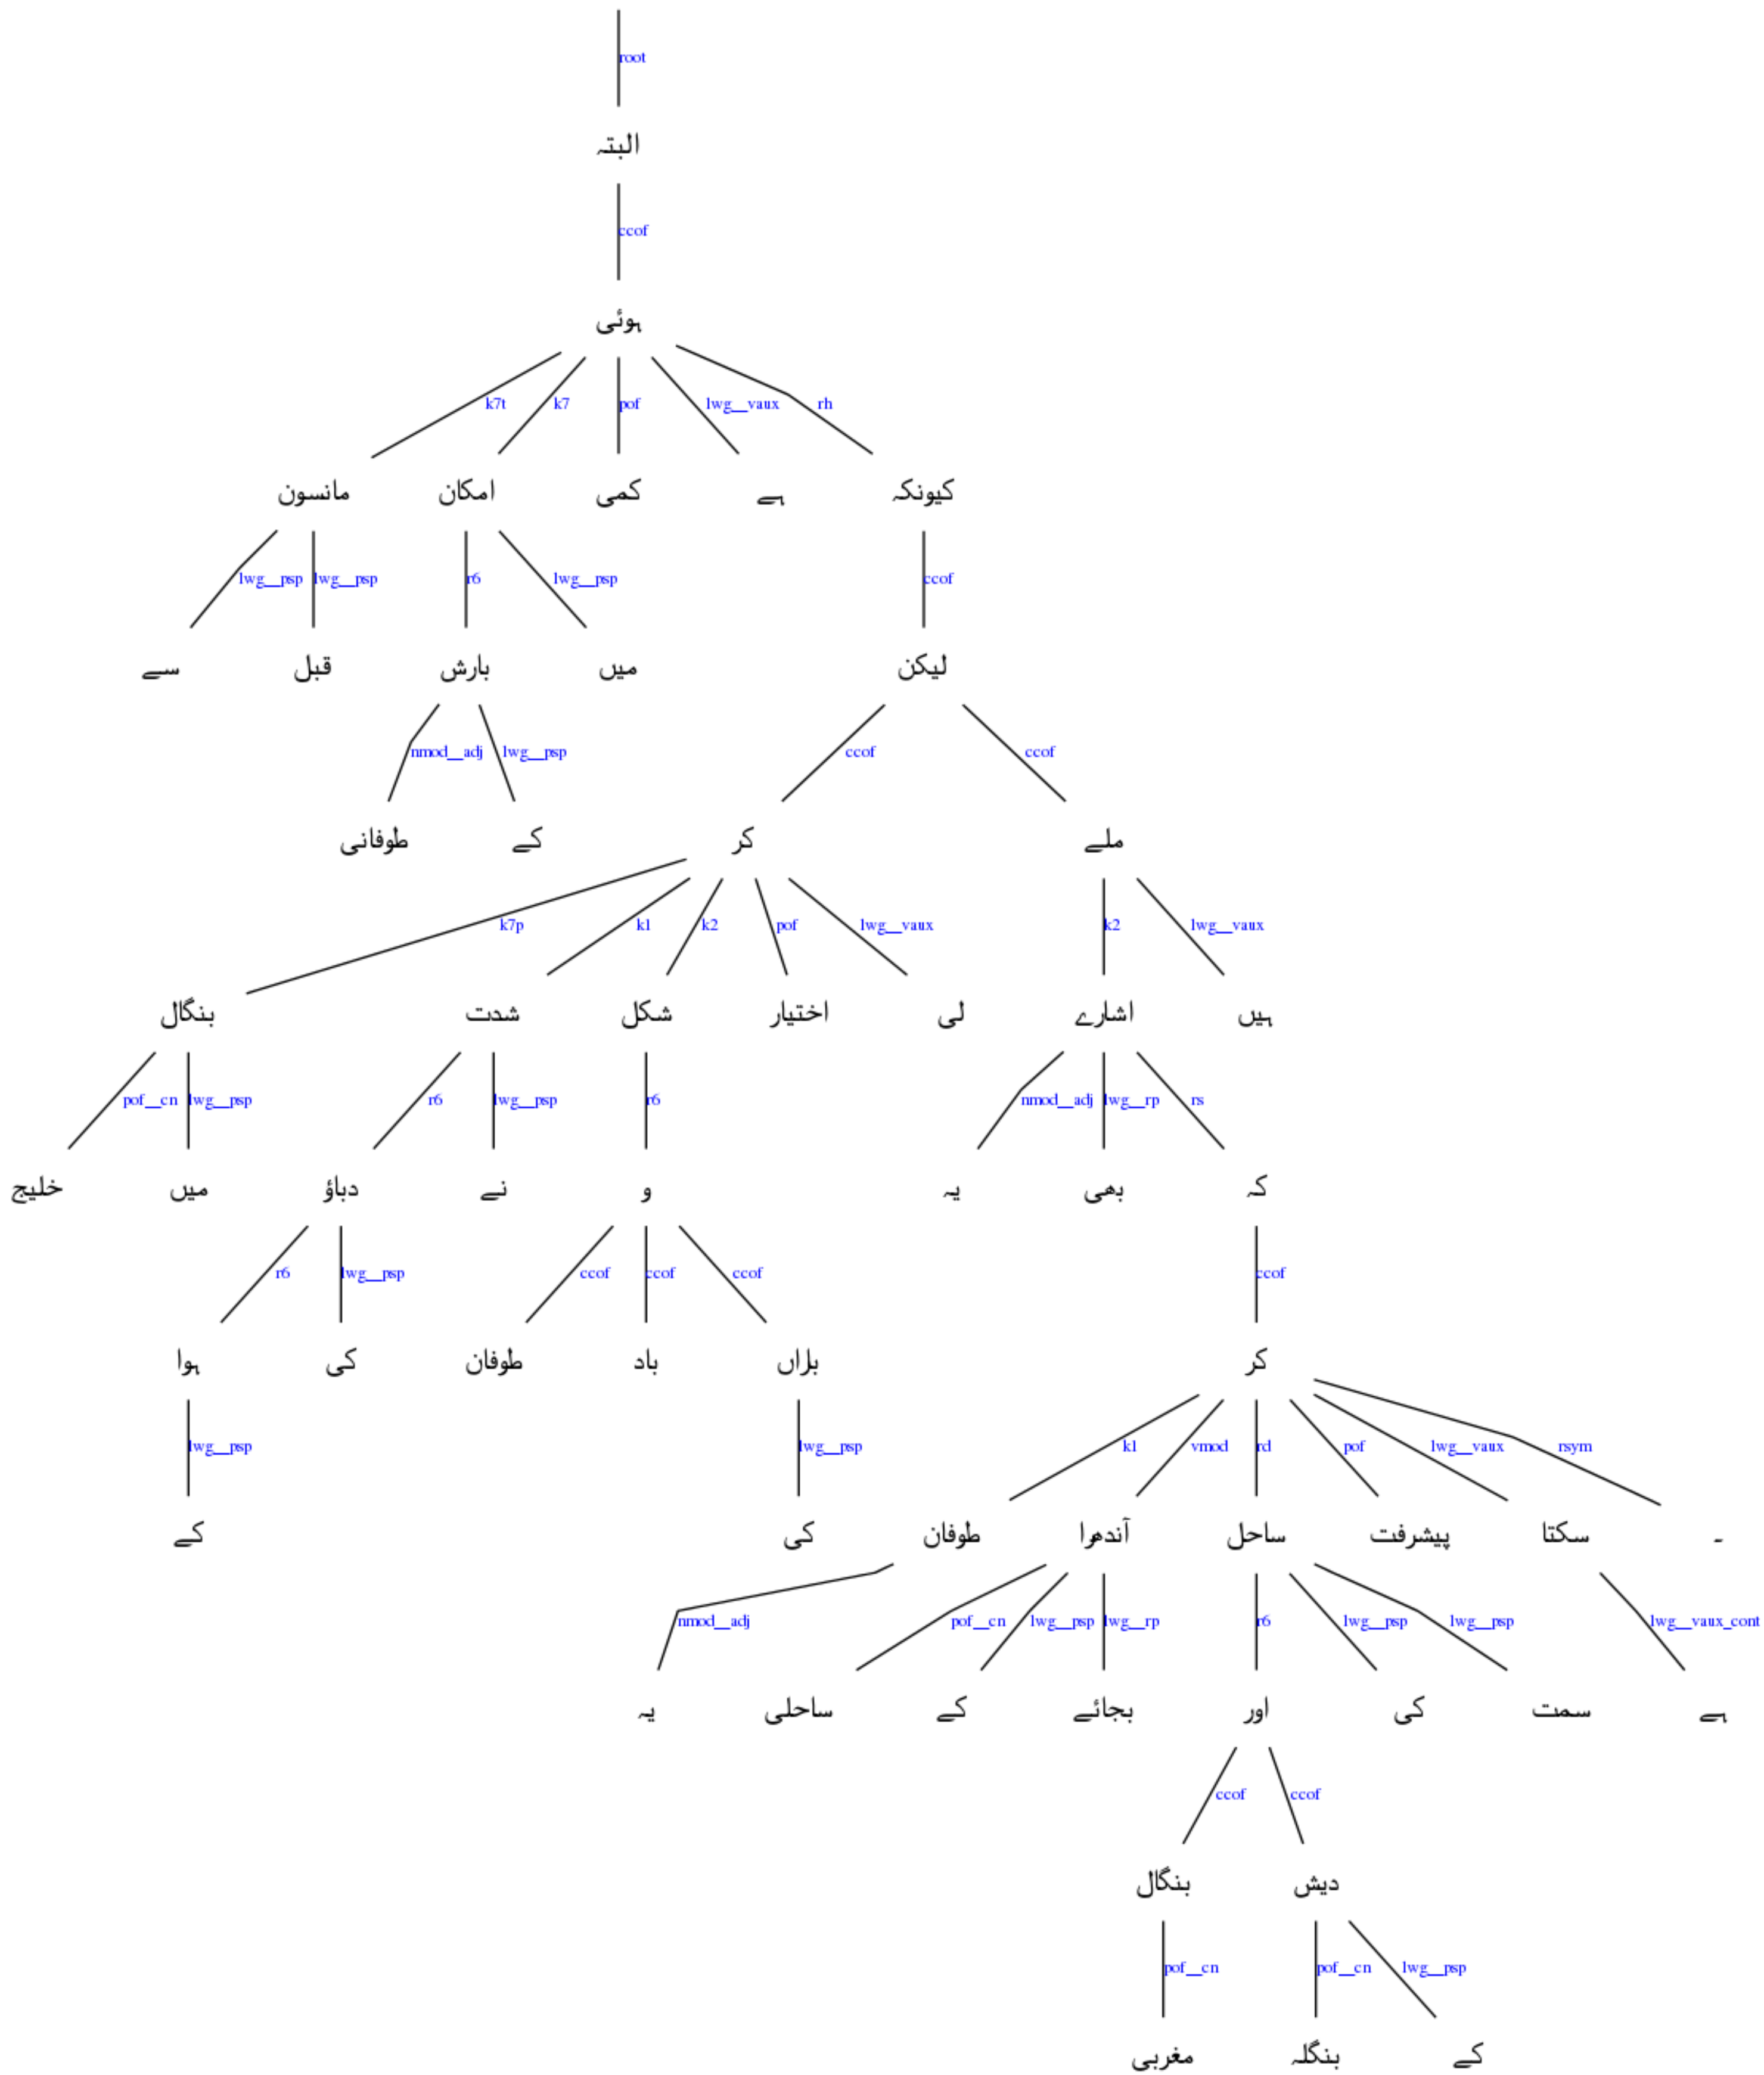 root
البتہ
ccof
ہوئی
k7t k7 pof lwg__vaux rh
مانسون امکان کمی ہے کیونکہ
lwg__psp lwg__psp r6 lwg__psp ccof
سے قبل بارش میں لیکن
nmod__adj lwg__psp ccof ccof
طوفانی کے کر ملے
k7p k1 k2 pof lwg__vaux k2 lwg__vaux
بنگال شدت شکل اختیار لی اشارے ہیں
pof__cn lwg__psp r6 lwg__psp r6 nmod__adj lwg__rp rs
خلیج میں دباؤ نے و یہ بھی کہ
r6 lwg__psp ccof ccof ccof ccof
ہوا کی طوفان باد کر
lwg__psp lwg__psp k1 vmod rd pof lwg__vaux rsym
کے کی طوفان آندھرا ساحل پیشرفت سکتا ۔
nmod__adj pof__cn lwg__psp lwg__rp r6 lwg__psp lwg__psp lwg__vaux_cont
یہ ساحلی کے بجائے اور کی سمت ہے
ccof ccof
بنگال دیش
pof__cn pof__cn lwg__psp
مغربی بنگلہ کے